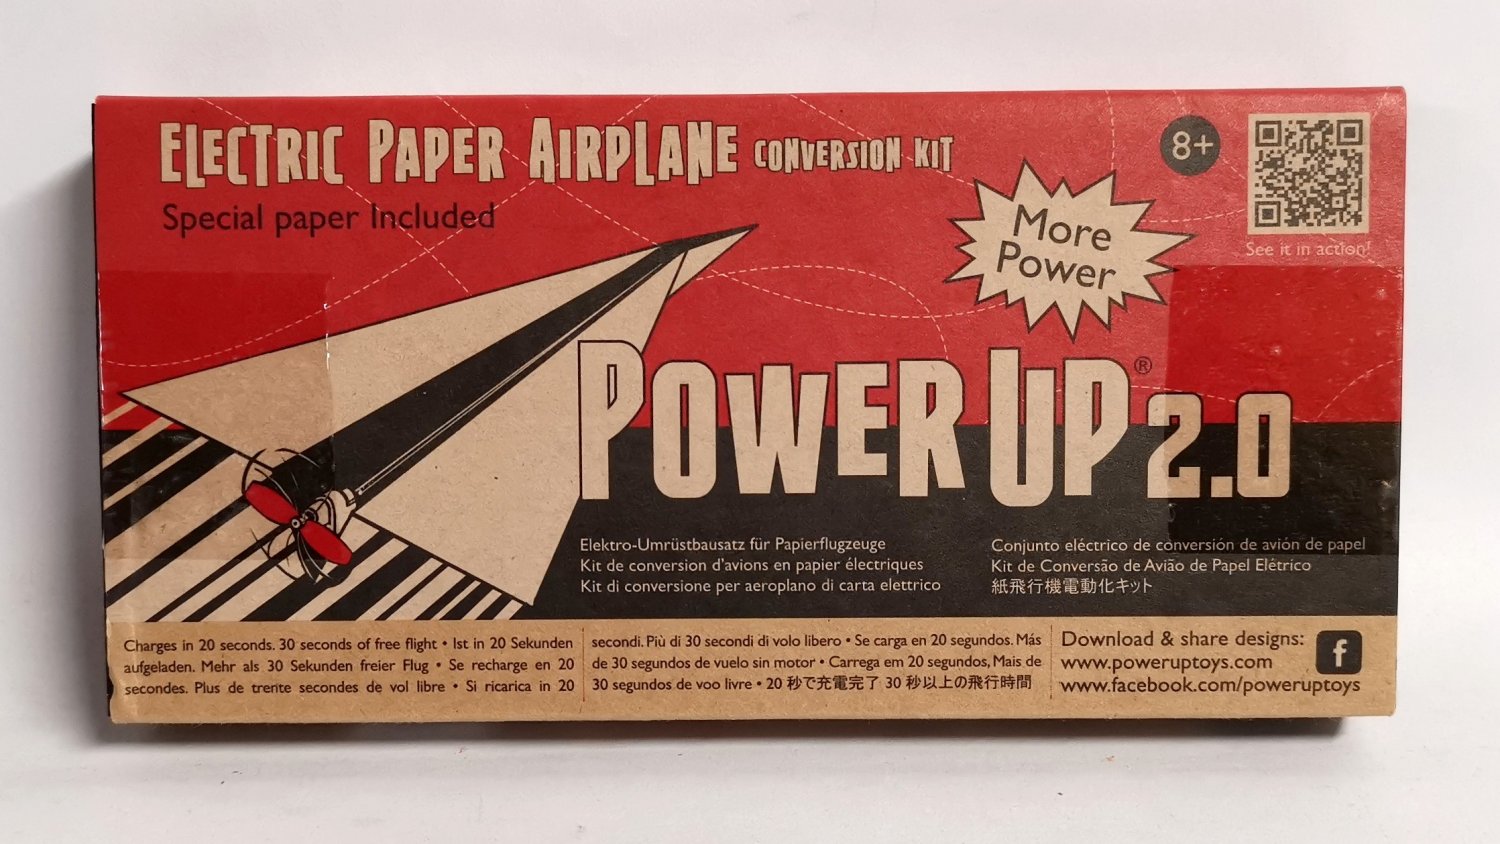 ELECTRIC PAPER AIRPLANE CONVERSION KIT
Special paper Included
8+
See it in action!
More
Power
POWERUP® 2.0
Elektro-Umrüstbausatz für Papierflugzeuge
Kit de conversion d'avions en papier électriques
Kit di conversione per aeroplano di carta elettrico
Conjunto eléctrico de conversión de avión de papel
Kit de Conversão de Avião de Papel Elétrico
紙飛行機電動化キット
Charges in 20 seconds. 30 seconds of free flight • Ist in 20 Sekunden
aufgeladen. Mehr als 30 Sekunden freier Flug • Se recharge en 20
secondes. Plus de trente secondes de vol libre • Si ricarica in 20
secondi. Più di 30 secondi di volo libero • Se carga en 20 segundos. Más
de 30 segundos de vuelo sin motor • Carrega em 20 segundos, Mais de
30 segundos de voo livre • 20 秒で充電完了 30 秒以上の飛行時間
Download & share designs:
www.poweruptoys.com
www.facebook.com/poweruptoys
f